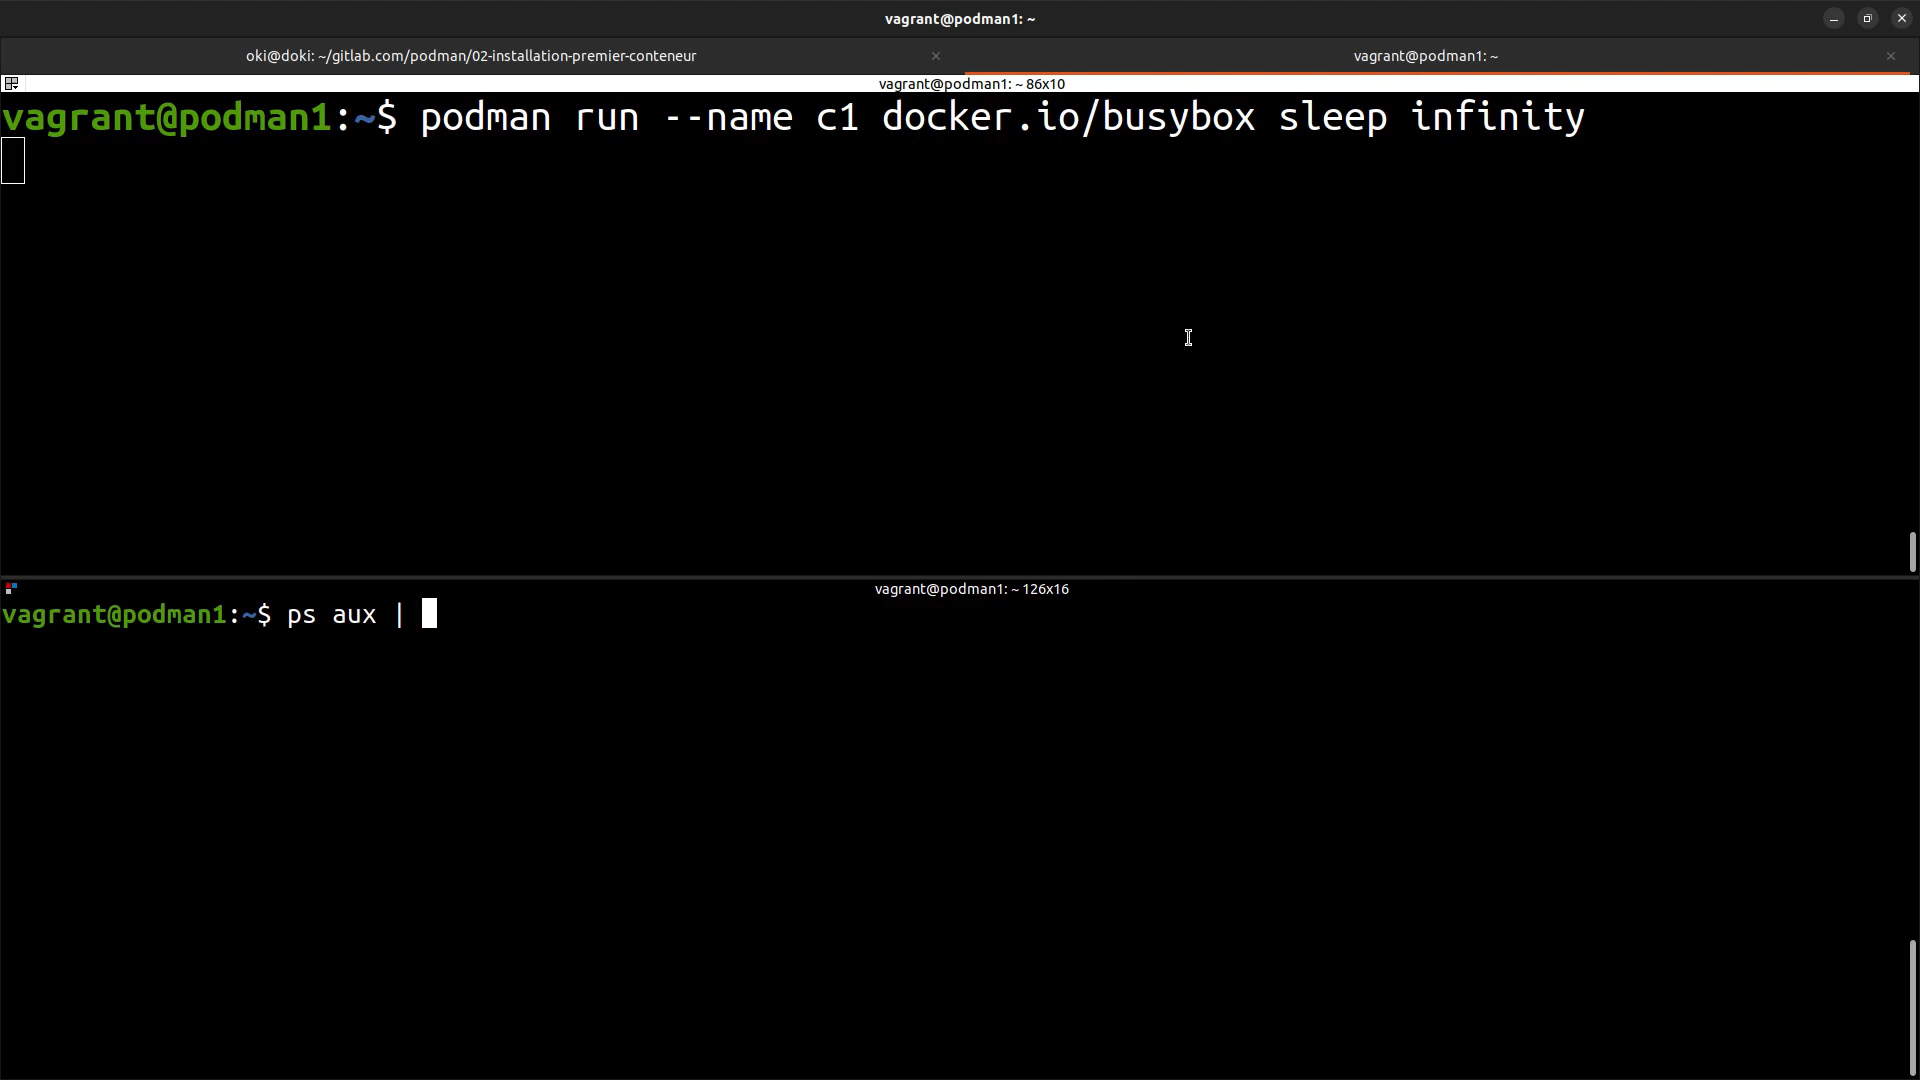 vagrant@podman1: ~
oki@doki: ~/gitlab.com/podman/02-installation-premier-conteneur
vagrant@podman1: ~
vagrant@podman1: ~ 86x10
vagrant@podman1:~$ podman run --name c1 docker.io/busybox sleep infinity
vagrant@podman1: ~ 126x16
vagrant@podman1:~$ ps aux |